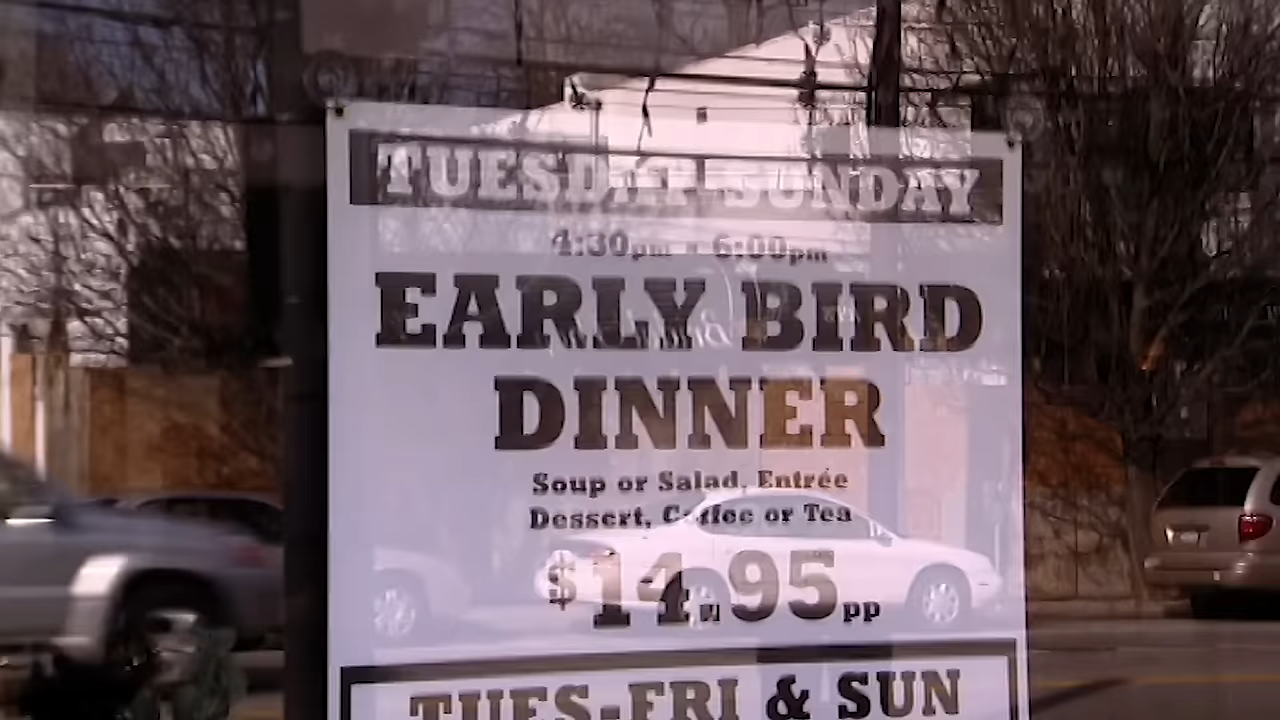 TUESDAY-SUNDAY
4:30pm - 6:00pm
EARLY BIRD
DINNER
Soup or Salad, Entrée
Dessert, Coffee or Tea
$14.95pp
TUES-FRI & SUN